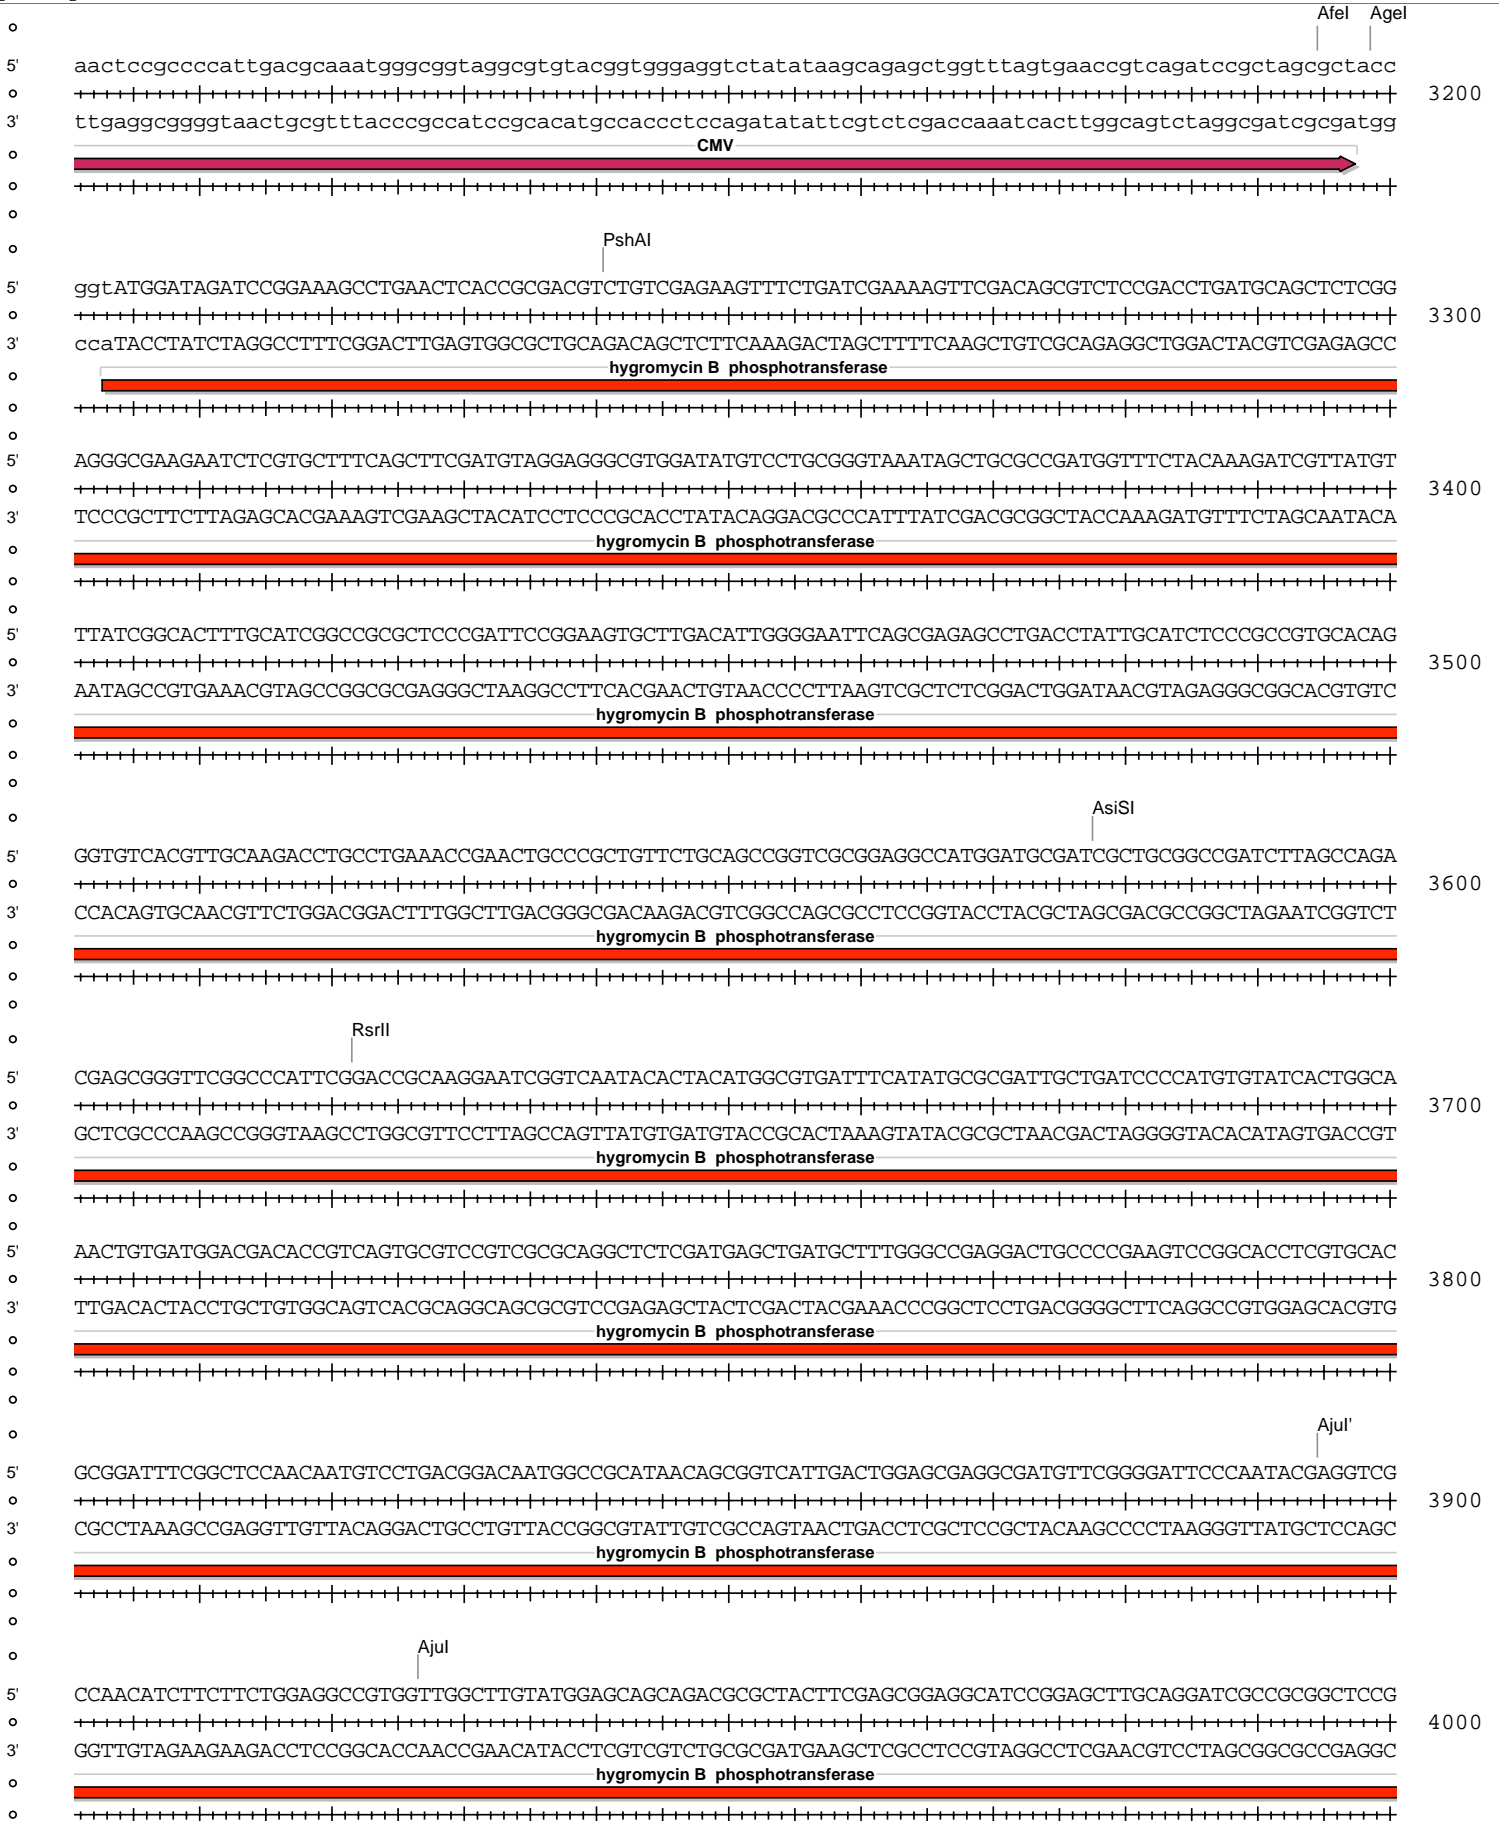 AfeI AgeI
5' aactccgccccattgacgcaaatgggcggtaggcgtgtacggtgggaggtctatataagcagagctggtttagtgaaccgtcagatccgctagcgctacc
3200
3' ttgaggcggggtaactgcgtttacccgccatccgcacatgccaccctccagatatattcgtctcgaccaaatcacttggcagtctaggcgatcgcgatgg
CMV
PshAI
5' ggtATGGATAGATCCGGAAAGCCTGAACTCACCGCGACGTCTGTCGAGAAGTTTCTGATCGAAAAGTTCGACAGCGTCTCCGACCTGATGCAGCTCTCGG
3300
3' ccaTACCTATCTAGGCCTTTCGGACTTGAGTGGCGCTGCAGACAGCTCTTCAAAGACTAGCTTTTCAAGCTGTCGCAGAGGCTGGACTACGTCGAGAGCC
hygromycin B phosphotransferase
5' AGGGCGAAGAATCTCGTGCTTTCAGCTTCGATGTAGGAGGGCGTGGATATGTCCTGCGGGTAAATAGCTGCGCCGATGGTTTCTACAAAGATCGTTATGT
3400
3' TCCCGCTTCTTAGAGCACGAAAGTCGAAGCTACATCCTCCCGCACCTATACAGGACGCCCATTTATCGACGCGGCTACCAAAGATGTTTCTAGCAATACA
hygromycin B phosphotransferase
5' TTATCGGCACTTTGCATCGGCCGCGCTCCCGATTCCGGAAGTGCTTGACATTGGGGAATTCAGCGAGAGCCTGACCTATTGCATCTCCCGCCGTGCACAG
3500
3' AATAGCCGTGAAACGTAGCCGGCGCGAGGGCTAAGGCCTTCACGAACTGTAACCCCTTAAGTCGCTCTCGGACTGGATAACGTAGAGGGCGGCACGTGTC
hygromycin B phosphotransferase
AsiSI
5' GGTGTCACGTTGCAAGACCTGCCTGAAACCGAACTGCCCGCTGTTCTGCAGCCGGTCGCGGAGGCCATGGATGCGATCGCTGCGGCCGATCTTAGCCAGA
3600
3' CCACAGTGCAACGTTCTGGACGGACTTTGGCTTGACGGGCGACAAGACGTCGGCCAGCGCCTCCGGTACCTACGCTAGCGACGCCGGCTAGAATCGGTCT
hygromycin B phosphotransferase
RsrII
5' CGAGCGGGTTCGGCCCATTCGGACCGCAAGGAATCGGTCAATACACTACATGGCGTGATTTCATATGCGCGATTGCTGATCCCCATGTGTATCACTGGCA
3700
3' GCTCGCCCAAGCCGGGTAAGCCTGGCGTTCCTTAGCCAGTTATGTGATGTACCGCACTAAAGTATACGCGCTAACGACTAGGGGTACACATAGTGACCGT
hygromycin B phosphotransferase
5' AACTGTGATGGACGACACCGTCAGTGCGTCCGTCGCGCAGGCTCTCGATGAGCTGATGCTTTGGGCCGAGGACTGCCCCGAAGTCCGGCACCTCGTGCAC
3800
3' TTGACACTACCTGCTGTGGCAGTCACGCAGGCAGCGCGTCCGAGAGCTACTCGACTACGAAACCCGGCTCCTGACGGGGCTTCAGGCCGTGGAGCACGTG
hygromycin B phosphotransferase
AjuI'
5' GCGGATTTCGGCTCCAACAATGTCCTGACGGACAATGGCCGCATAACAGCGGTCATTGACTGGAGCGAGGCGATGTTCGGGGATTCCCAATACGAGGTCG
3900
3' CGCCTAAAGCCGAGGTTGTTACAGGACTGCCTGTTACCGGCGTATTGTCGCCAGTAACTGACCTCGCTCCGCTACAAGCCCCTAAGGGTTATGCTCCAGC
hygromycin B phosphotransferase
AjuI
5' CCAACATCTTCTTCTGGAGGCCGTGGTTGGCTTGTATGGAGCAGCAGACGCGCTACTTCGAGCGGAGGCATCCGGAGCTTGCAGGATCGCCGCGGCTCCG
4000
3' GGTTGTAGAAGAAGACCTCCGGCACCAACCGAACATACCTCGTCGTCTGCGCGATGAAGCTCGCCTCCGTAGGCCTCGAACGTCCTAGCGGCGCCGAGGC
hygromycin B phosphotransferase